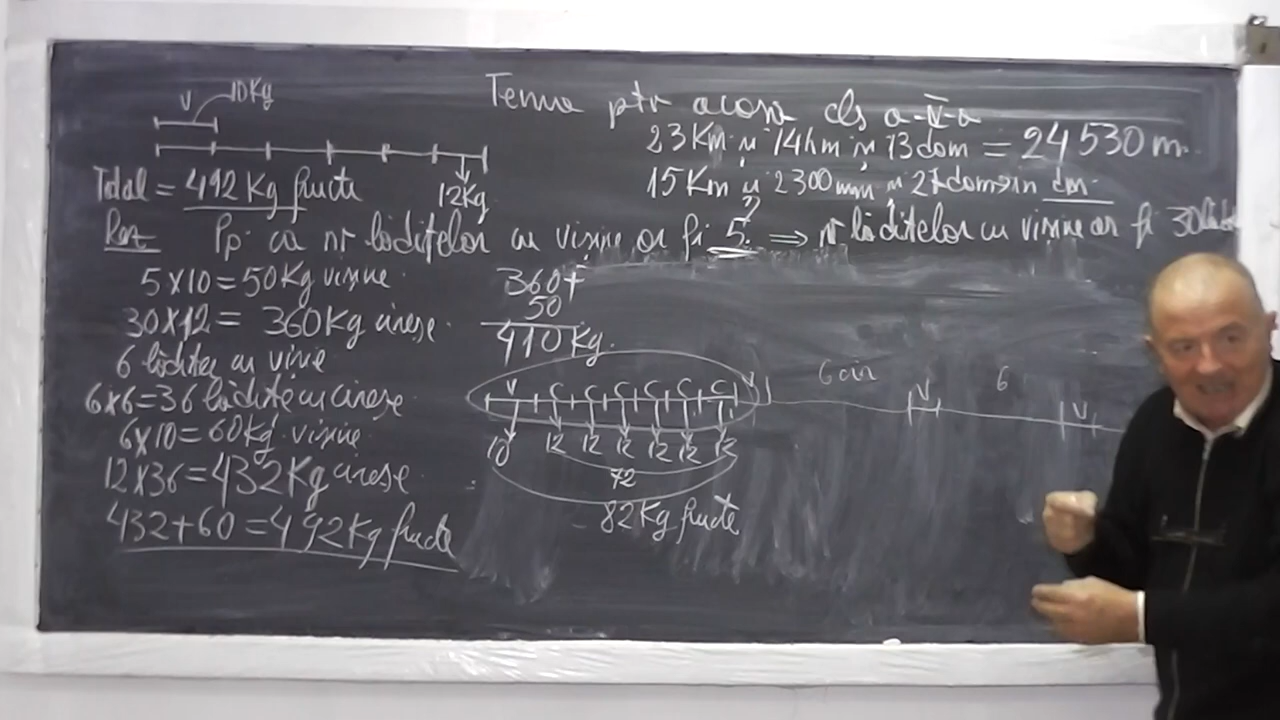 V 10Kg
12Kg
Total = 492 Kg fructe
Tema ptr acasă cls a-V-a
23 Km și 14hm și 73 dam = 24 530 m
15 Km și 2300 mm și 27 dam în cm
Rez Pp. că nr lădițelor cu vișine ar fi 5 ? ⇒ nr lădițelor cu vișine ar fi 30
5 x 10 = 50 Kg vișine
30 x 12 = 360 Kg cireșe
6 lădițe cu vișine
6 x 6 = 36 lădițe cu cireșe
6 x 10 = 60 Kg vișine
12 x 36 = 432 Kg cireșe
432 + 60 = 492 Kg fructe
360 +
50
410 Kg.
V C C C C C C V 6 cir V 6 V
10 12 12 12 12 12 12
72
82 Kg fructe